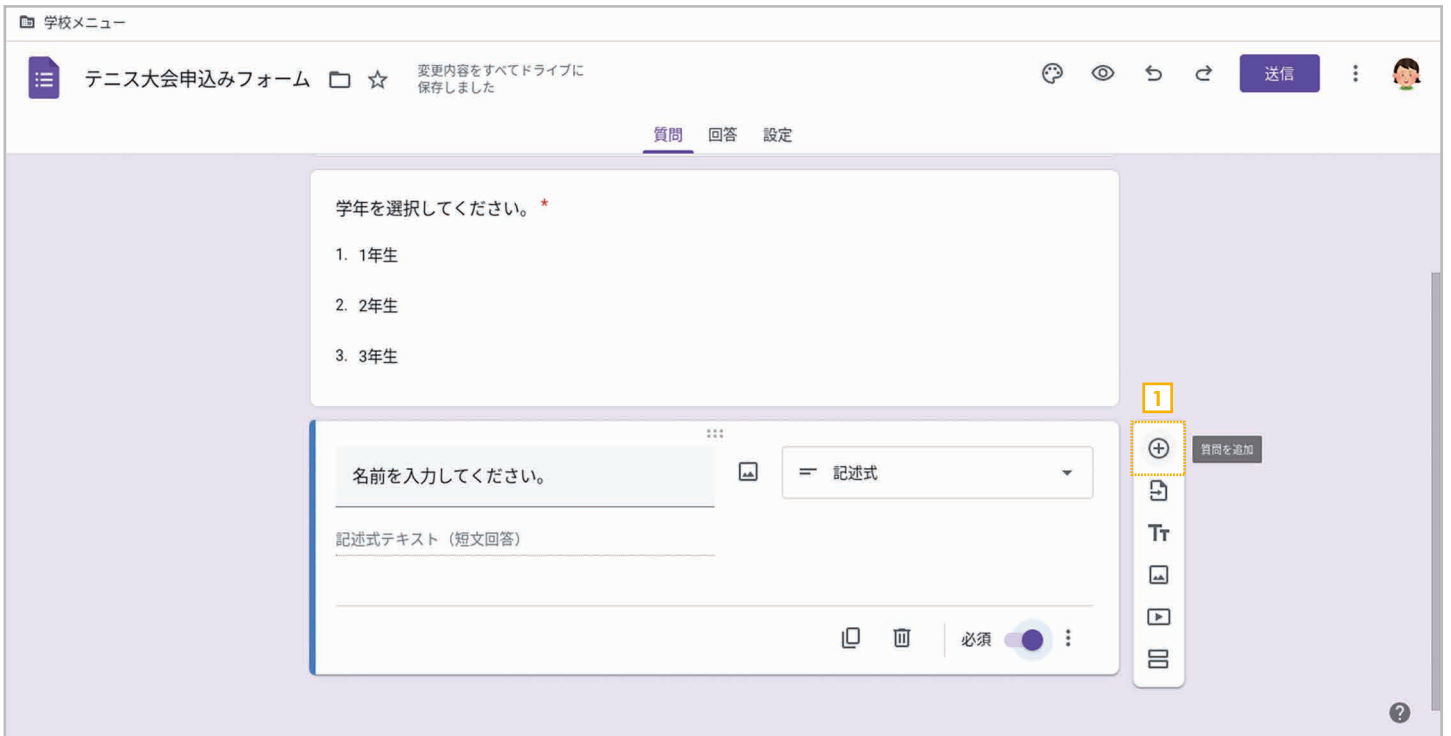 学校メニュー
テニス大会申込みフォーム
変更内容をすべてドライブに
保存しました
送信
質問 回答 設定
学年を選択してください。 *
1. 1年生
2. 2年生
3. 3年生
1
名前を入力してください。
記述式
質問を追加
記述式テキスト（短文回答）
Tт
必須
?